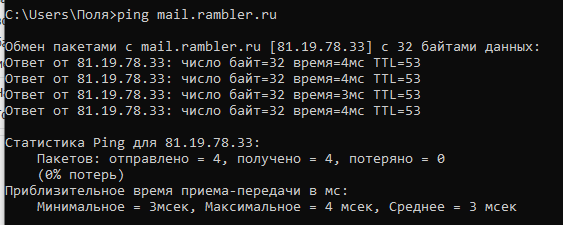 C:\Users\Поля>ping mail.rambler.ru
Обмен пакетами с mail.rambler.ru [81.19.78.33] с 32 байтами данных:
Ответ от 81.19.78.33: число байт=32 время=4мс TTL=53
Ответ от 81.19.78.33: число байт=32 время=4мс TTL=53
Ответ от 81.19.78.33: число байт=32 время=3мс TTL=53
Ответ от 81.19.78.33: число байт=32 время=4мс TTL=53
Статистика Ping для 81.19.78.33:
Пакетов: отправлено = 4, получено = 4, потеряно = 0
(0% потерь)
Приблизительное время приема-передачи в мс:
Минимальное = 3мсек, Максимальное = 4 мсек, Среднее = 3 мсек